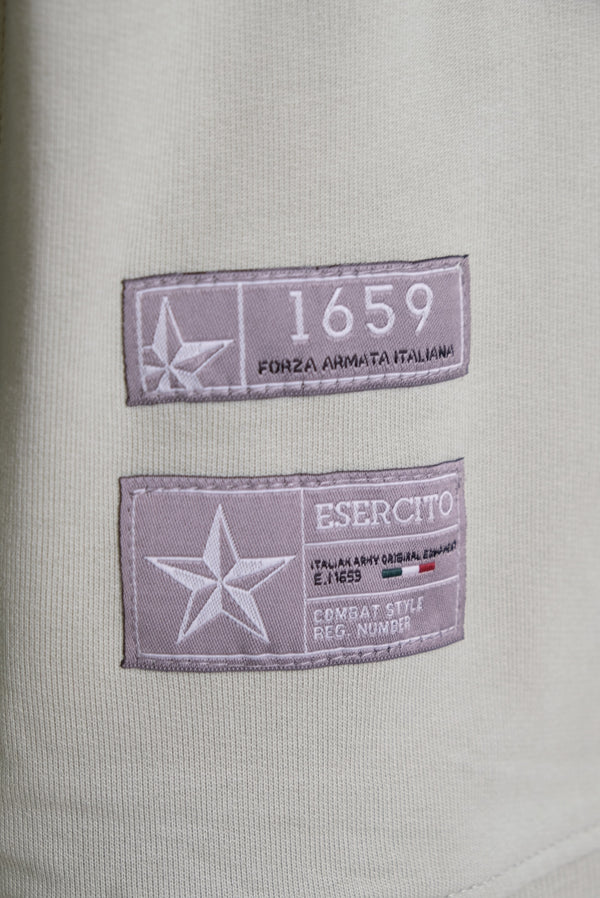 1659
FORZA ARMATA ITALIANA
ESERCITO
ITALIAN ARMY ORIGINAL EQUIPMENT
E.I 1659
COMBAT STYLE
REG. NUMBER